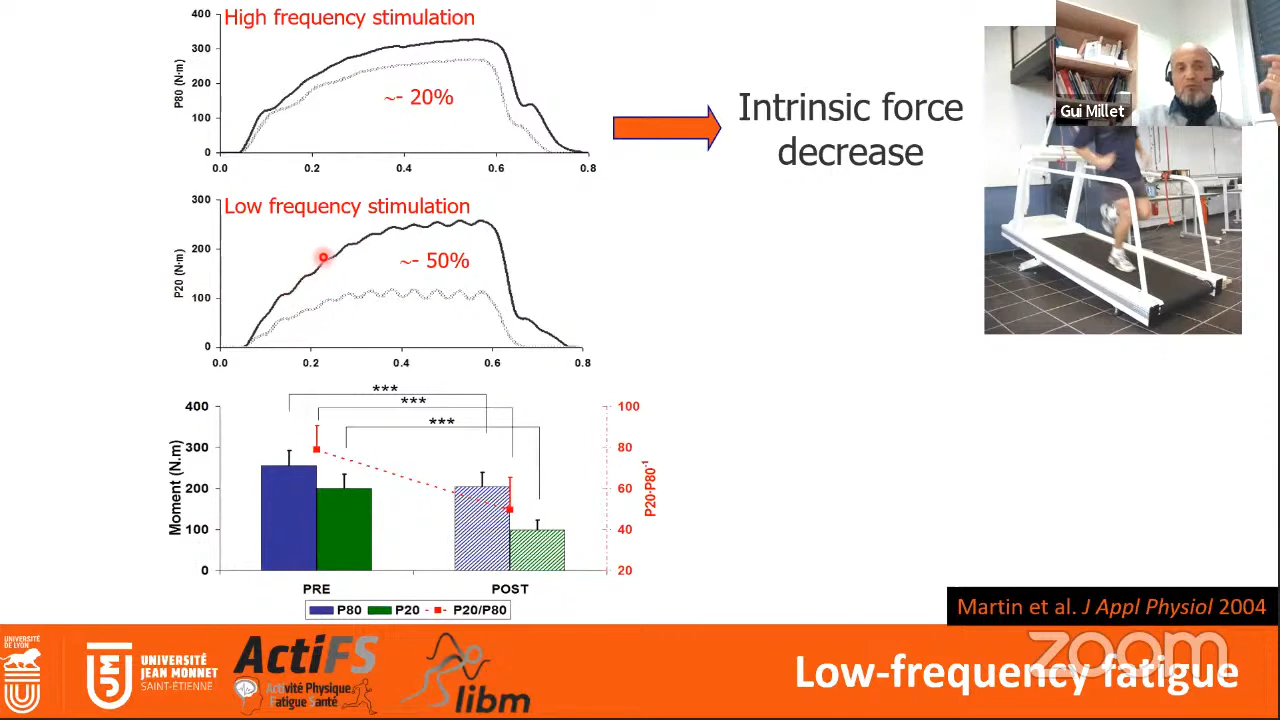 High frequency stimulation
400
300
200
100
0
P80 (N·m)
~- 20%
0.0 0.2 0.4 0.6 0.8
Intrinsic force
decrease
Gui Millet
Low frequency stimulation
300
200
100
0
P20 (N·m)
~- 50%
0.0 0.2 0.4 0.6 0.8
***
***
***
400
300
200
100
0
Moment (N.m)
100
80
60
40
20
P20·P80⁻¹
PRE POST
P80 P20 P20/P80
Martin et al. J Appl Physiol 2004
UNIVERSITÉ
DE LYON
UJM
UNIVERSITÉ
JEAN MONNET
SAINT-ÉTIENNE
ActiFS
Activité Physique
Fatigue Santé
libm
zoom
Low-frequency fatigue